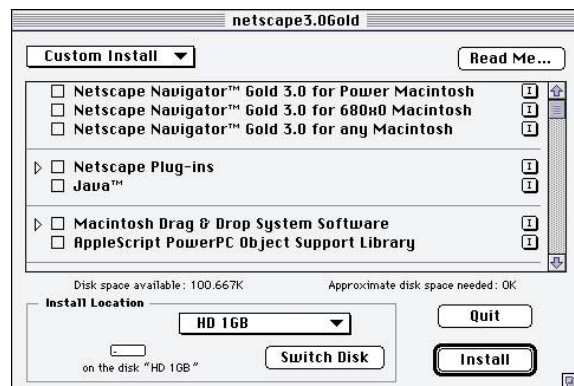 netscape3.0Gold
Custom Install
Read Me...
Netscape Navigator™ Gold 3.0 for Power Macintosh
Netscape Navigator™ Gold 3.0 for 680x0 Macintosh
Netscape Navigator™ Gold 3.0 for any Macintosh
Netscape Plug-ins
Java™
Macintosh Drag & Drop System Software
AppleScript PowerPC Object Support Library
Disk space available: 100.667K
Approximate disk space needed: 0K
Install Location
HD 1GB
on the disk "HD 1GB"
Switch Disk
Quit
Install